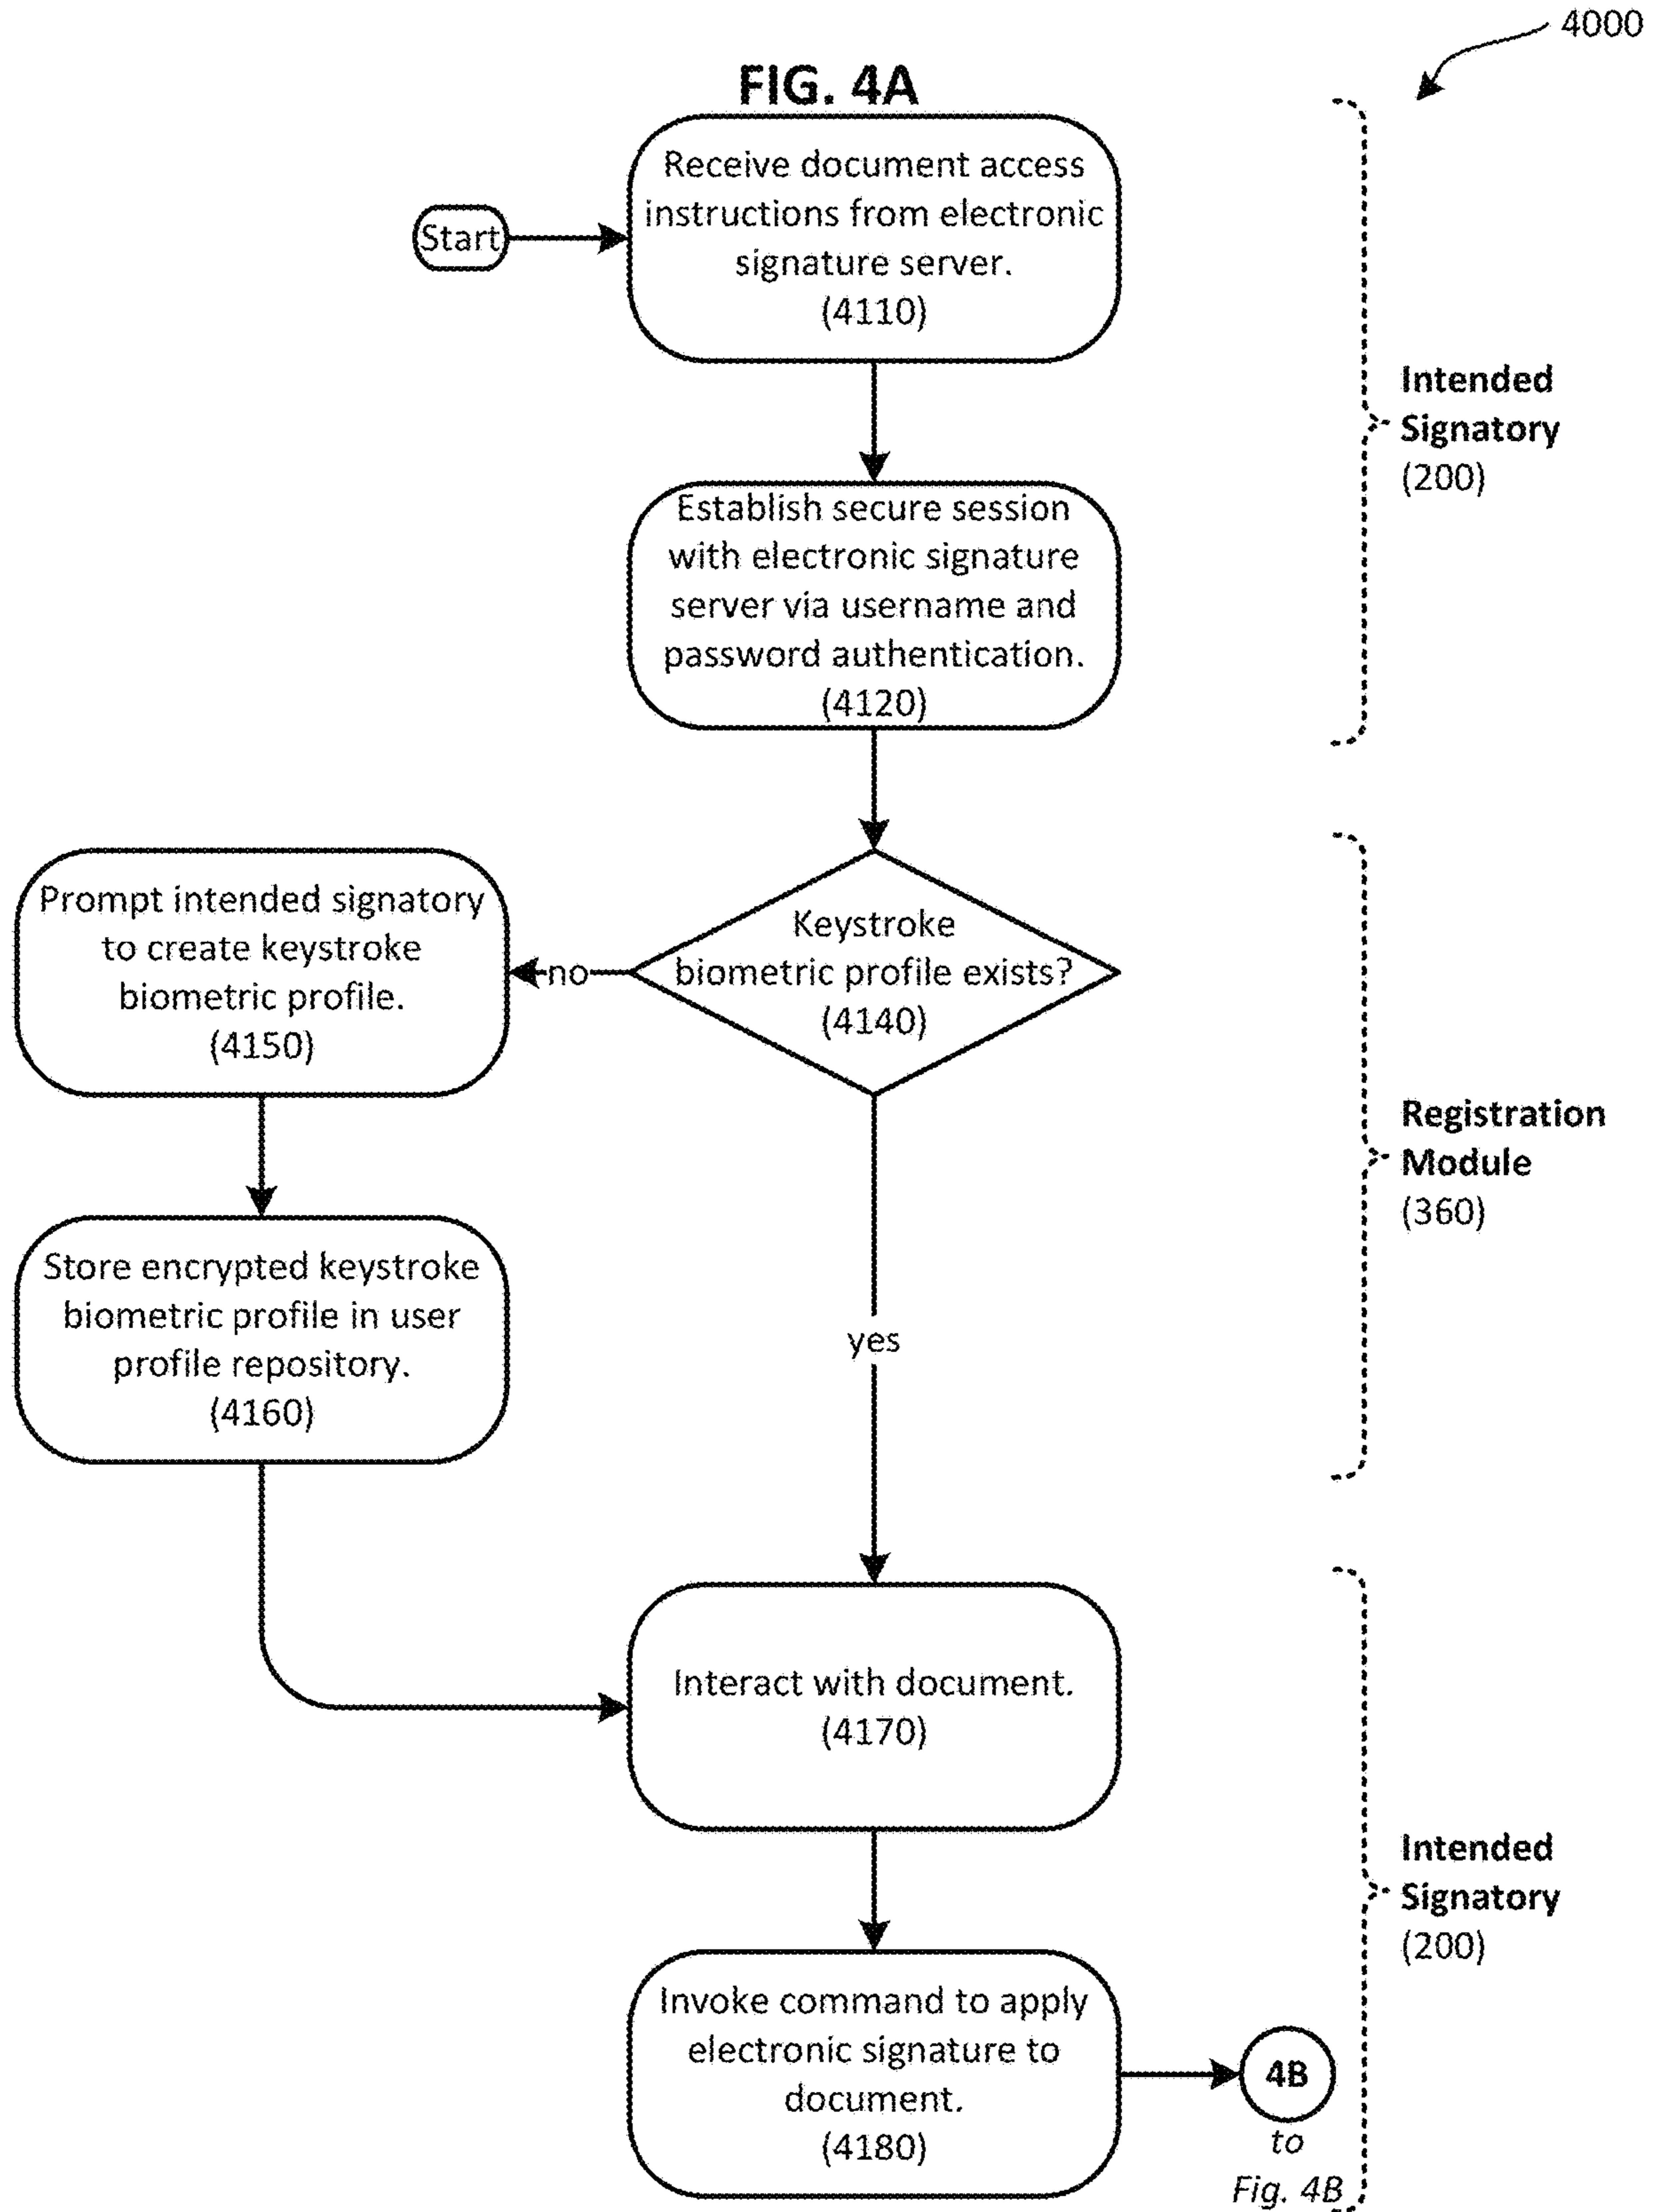 4000
FIG. 4A
Start
Receive document access
instructions from electronic
signature server.
(4110)
Intended
Signatory
(200)
Establish secure session
with electronic signature
server via username and
password authentication.
(4120)
Keystroke
biometric profile exists?
(4140)
no
Prompt intended signatory
to create keystroke
biometric profile.
(4150)
Registration
Module
(360)
Store encrypted keystroke
biometric profile in user
profile repository.
(4160)
yes
Interact with document.
(4170)
Intended
Signatory
(200)
Invoke command to apply
electronic signature to
document.
(4180)
4B
to
Fig. 4B